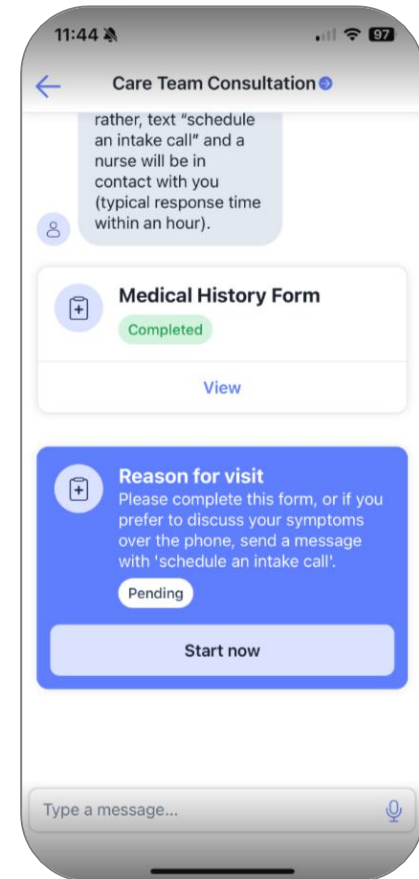 11:44
97
Care Team Consultation
rather, text "schedule
an intake call" and a
nurse will be in
contact with you
(typical response time
within an hour).
Medical History Form
Completed
View
Reason for visit
Please complete this form, or if you
prefer to discuss your symptoms
over the phone, send a message
with 'schedule an intake call'.
Pending
Start now
Type a message...